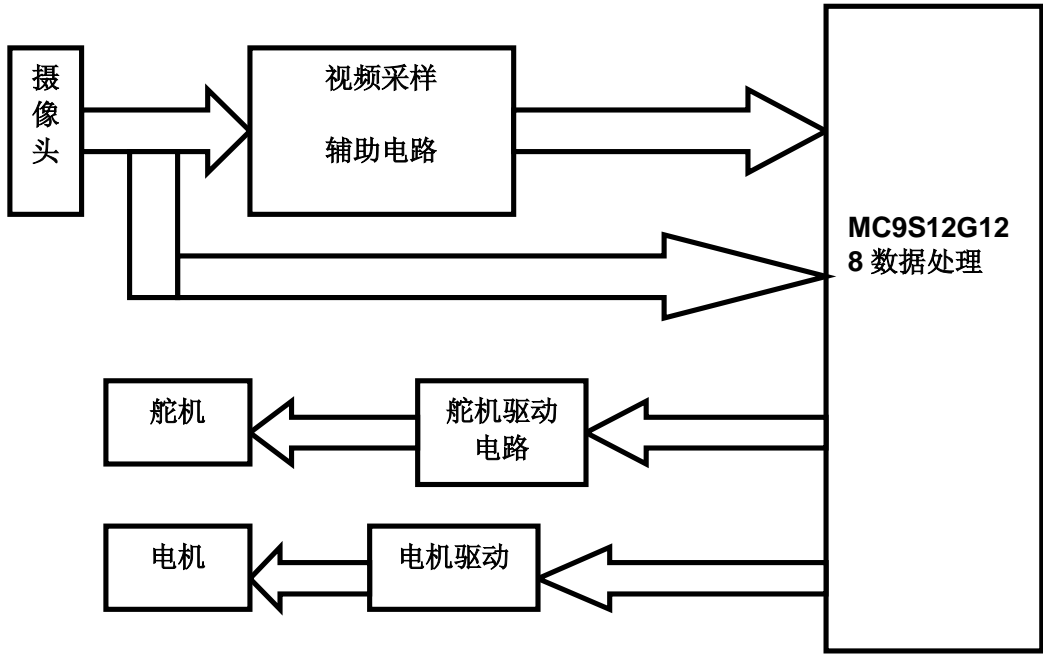 摄
像
头
视频采样
辅助电路
MC9S12G12
8 数据处理
舵机
舵机驱动
电路
电机
电机驱动